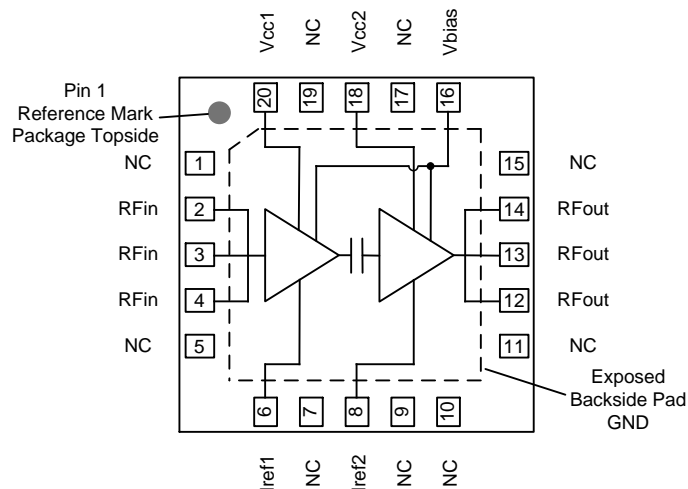 Vcc1
NC
Vcc2
NC
Vbias
20
19
18
17
16
Pin 1
Reference Mark
Package Topside
NC 1 15 NC
RFin 2 14 RFout
RFin 3 13 RFout
RFin 4 12 RFout
NC 5 11 NC
Exposed
Backside Pad
GND
6
7
8
9
10
Iref1
NC
Iref2
NC
NC